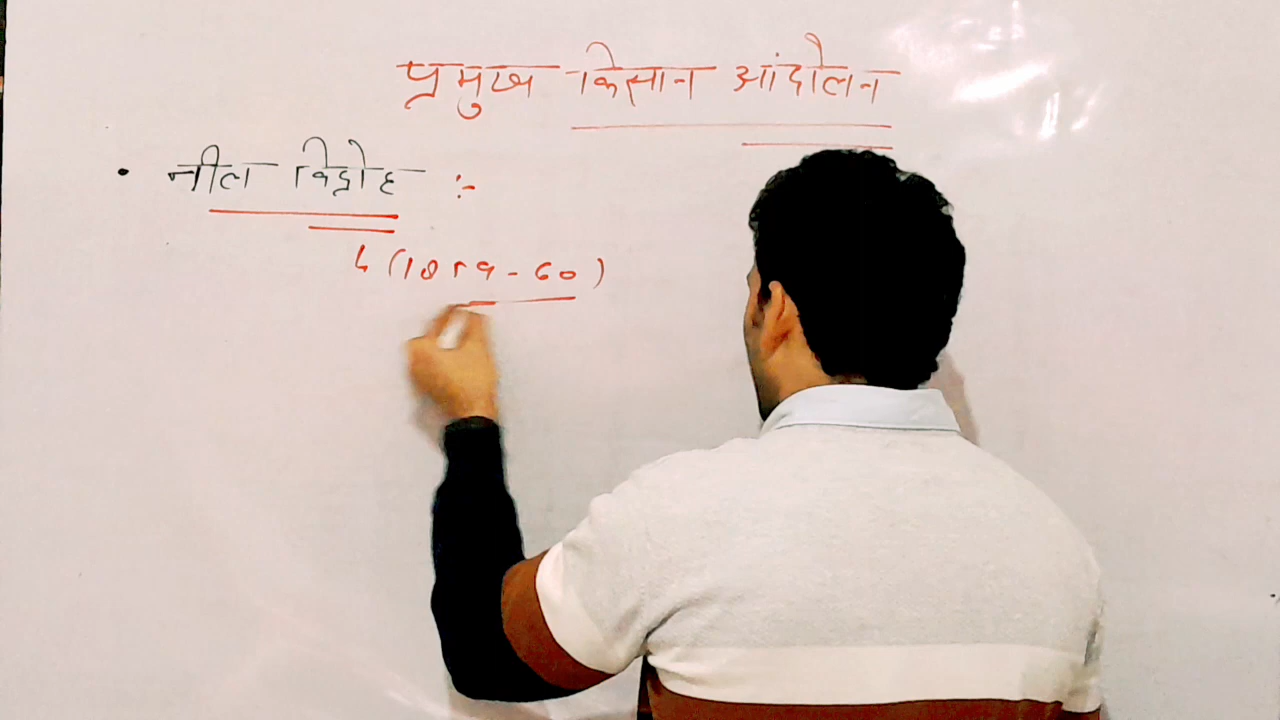 प्रमुख किसान आंदोलन
• नील विद्रोह :-
↳ (1859-60)